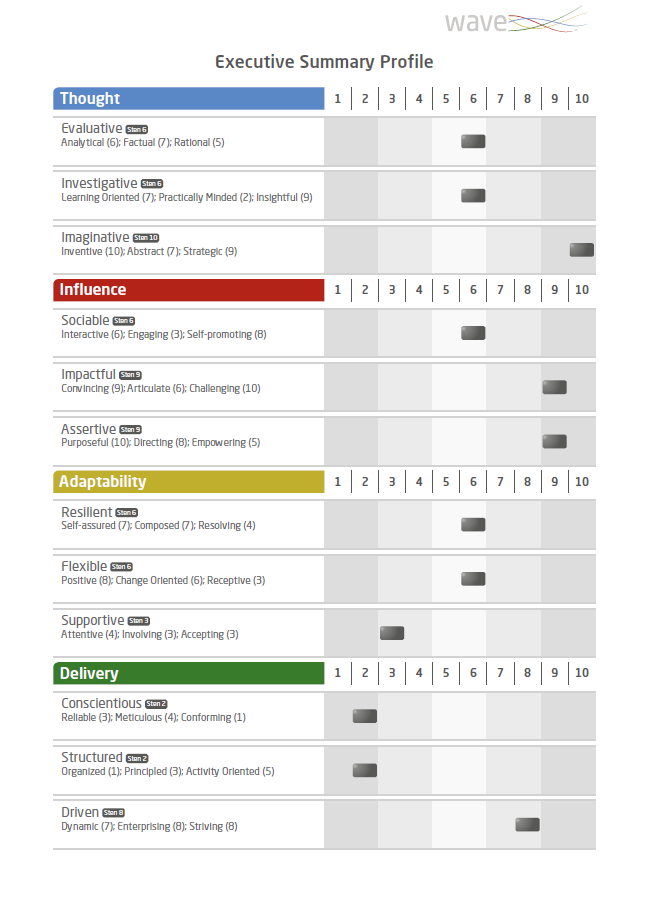 wave
Executive Summary Profile
Thought 1 2 3 4 5 6 7 8 9 10
Evaluative Sten 6
Analytical (6); Factual (7); Rational (5)
Investigative Sten 6
Learning Oriented (7); Practically Minded (2); Insightful (9)
Imaginative Sten 10
Inventive (10); Abstract (7); Strategic (9)
Influence 1 2 3 4 5 6 7 8 9 10
Sociable Sten 6
Interactive (6); Engaging (3); Self-promoting (8)
Impactful Sten 9
Convincing (9); Articulate (6); Challenging (10)
Assertive Sten 9
Purposeful (10); Directing (8); Empowering (5)
Adaptability 1 2 3 4 5 6 7 8 9 10
Resilient Sten 6
Self-assured (7); Composed (7); Resolving (4)
Flexible Sten 6
Positive (8); Change Oriented (6); Receptive (3)
Supportive Sten 3
Attentive (4); Involving (3); Accepting (3)
Delivery 1 2 3 4 5 6 7 8 9 10
Conscientious Sten 2
Reliable (3); Meticulous (4); Conforming (1)
Structured Sten 2
Organized (1); Principled (3); Activity Oriented (5)
Driven Sten 8
Dynamic (7); Enterprising (8); Striving (8)